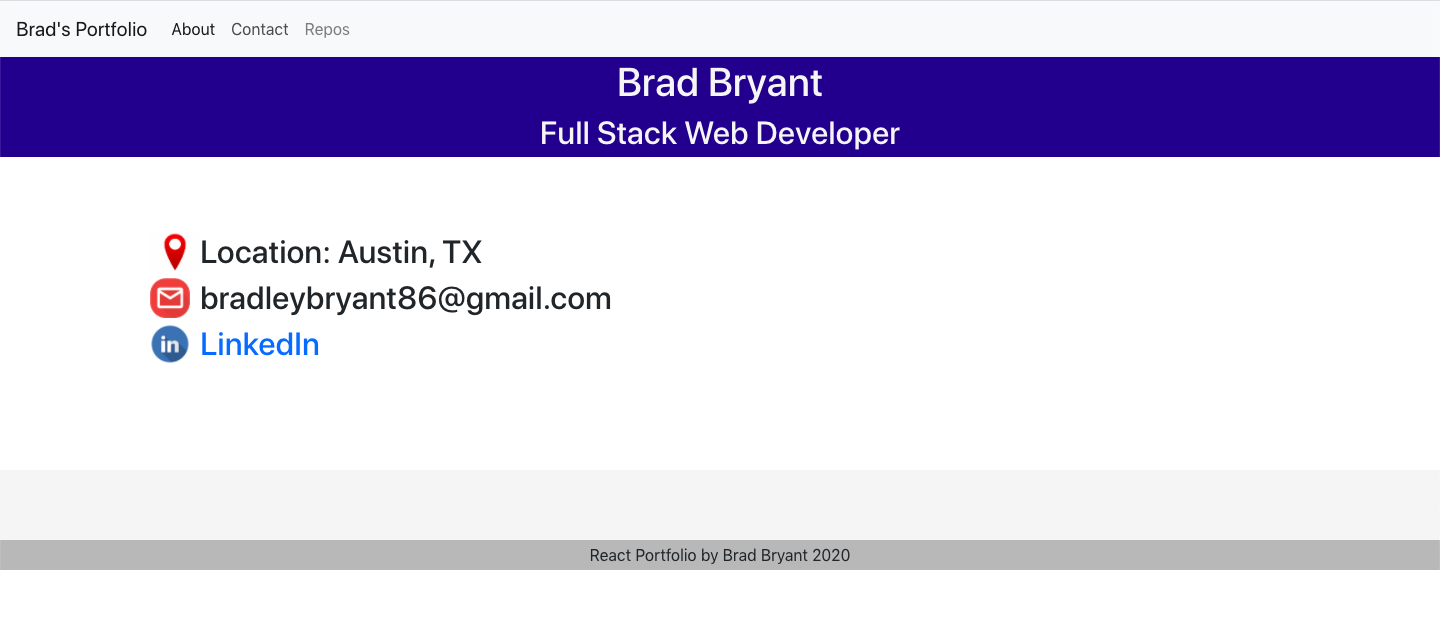 Brad's Portfolio About Contact Repos
Brad Bryant
Full Stack Web Developer
Location: Austin, TX
bradleybryant86@gmail.com
in LinkedIn
React Portfolio by Brad Bryant 2020